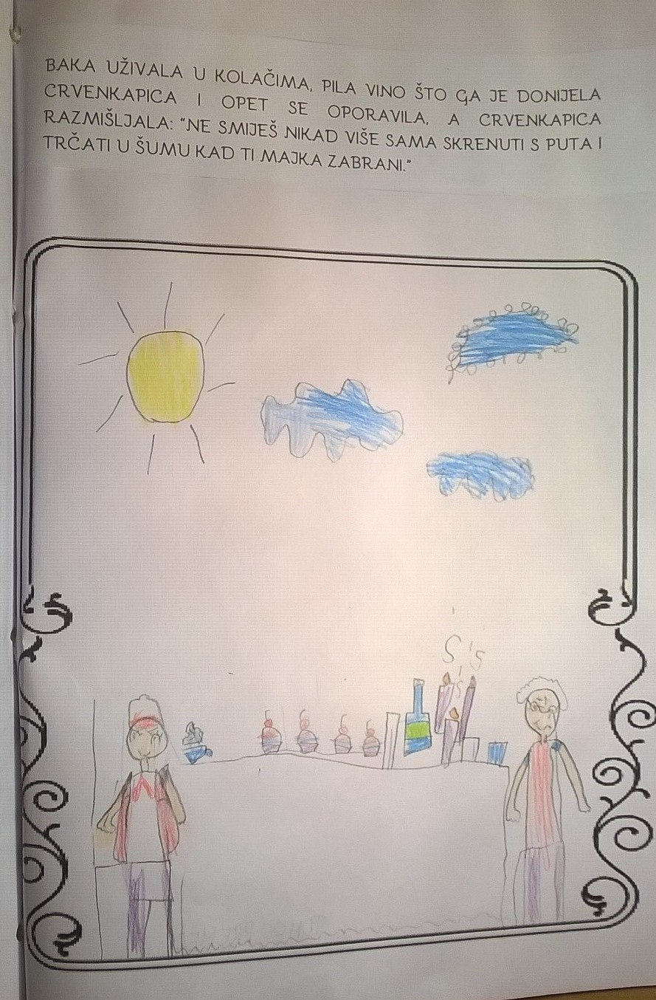 BAKA UŽIVALA U KOLAČIMA, PILA VINO ŠTO GA JE DONIJELA
CRVENKAPICA I OPET SE OPORAVILA, A CRVENKAPICA
RAZMIŠLJALA: "NE SMIJEŠ NIKAD VIŠE SAMA SKRENUTI S PUTA I
TRČATI U ŠUMU KAD TI MAJKA ZABRANI."